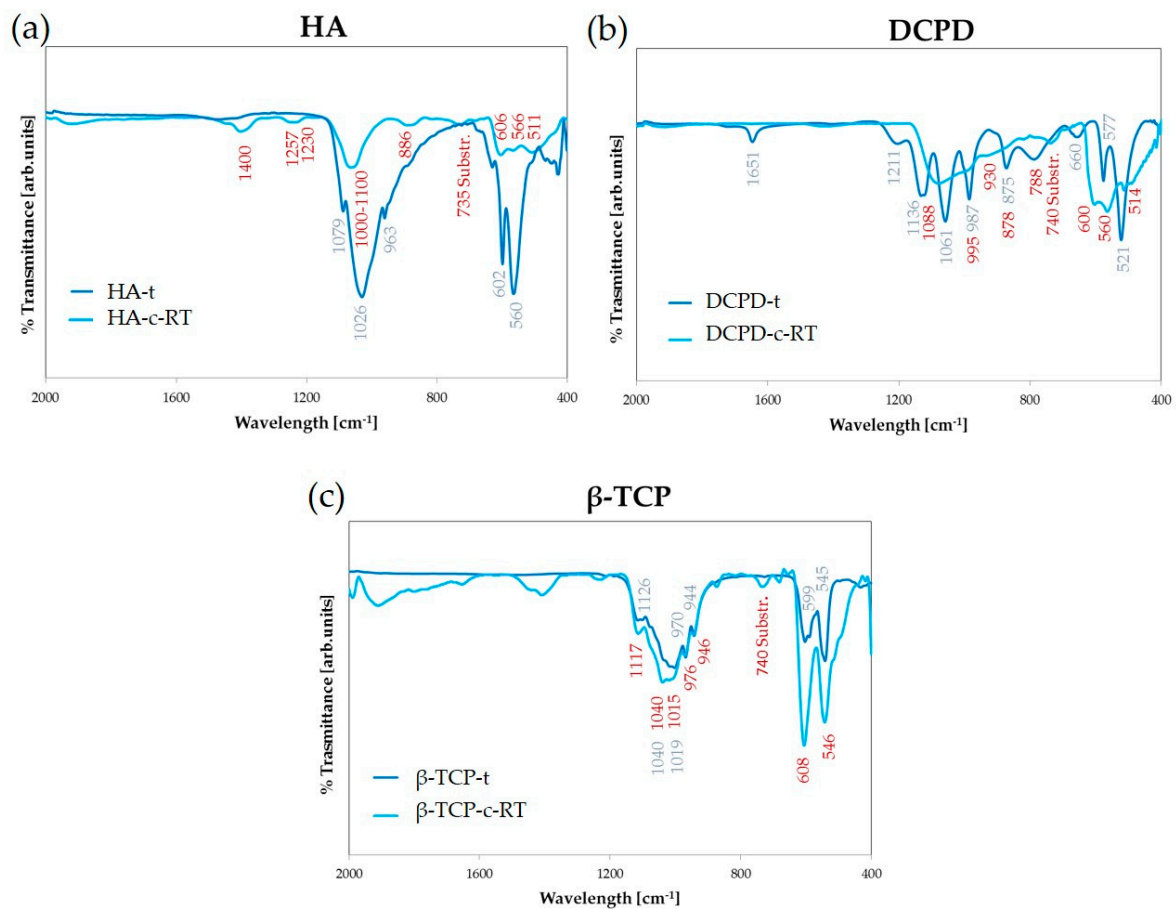 (a)
HA
% Transmittance [arb.units]
1400
1257
1230
1079
1000-1100
1026
963
886
735 Substr.
606
566
511
602
560
HA-t
HA-c-RT
2000
1600
1200
800
400
Wavelength [cm⁻¹]
(b)
DCPD
% Trasmittance [arb.units]
1651
1211
1136
1088
1061
995
987
930
878
875
788
740 Substr.
660
600
577
560
521
514
DCPD-t
DCPD-c-RT
2000
1600
1200
800
400
Wavelength [cm⁻¹]
(c)
β-TCP
% Trasmittance [arb.units]
1126
1117
1040
1015
1040
1019
970
944
976
946
740 Substr.
599
545
608
546
β-TCP-t
β-TCP-c-RT
2000
1600
1200
800
400
Wavelength [cm⁻¹]